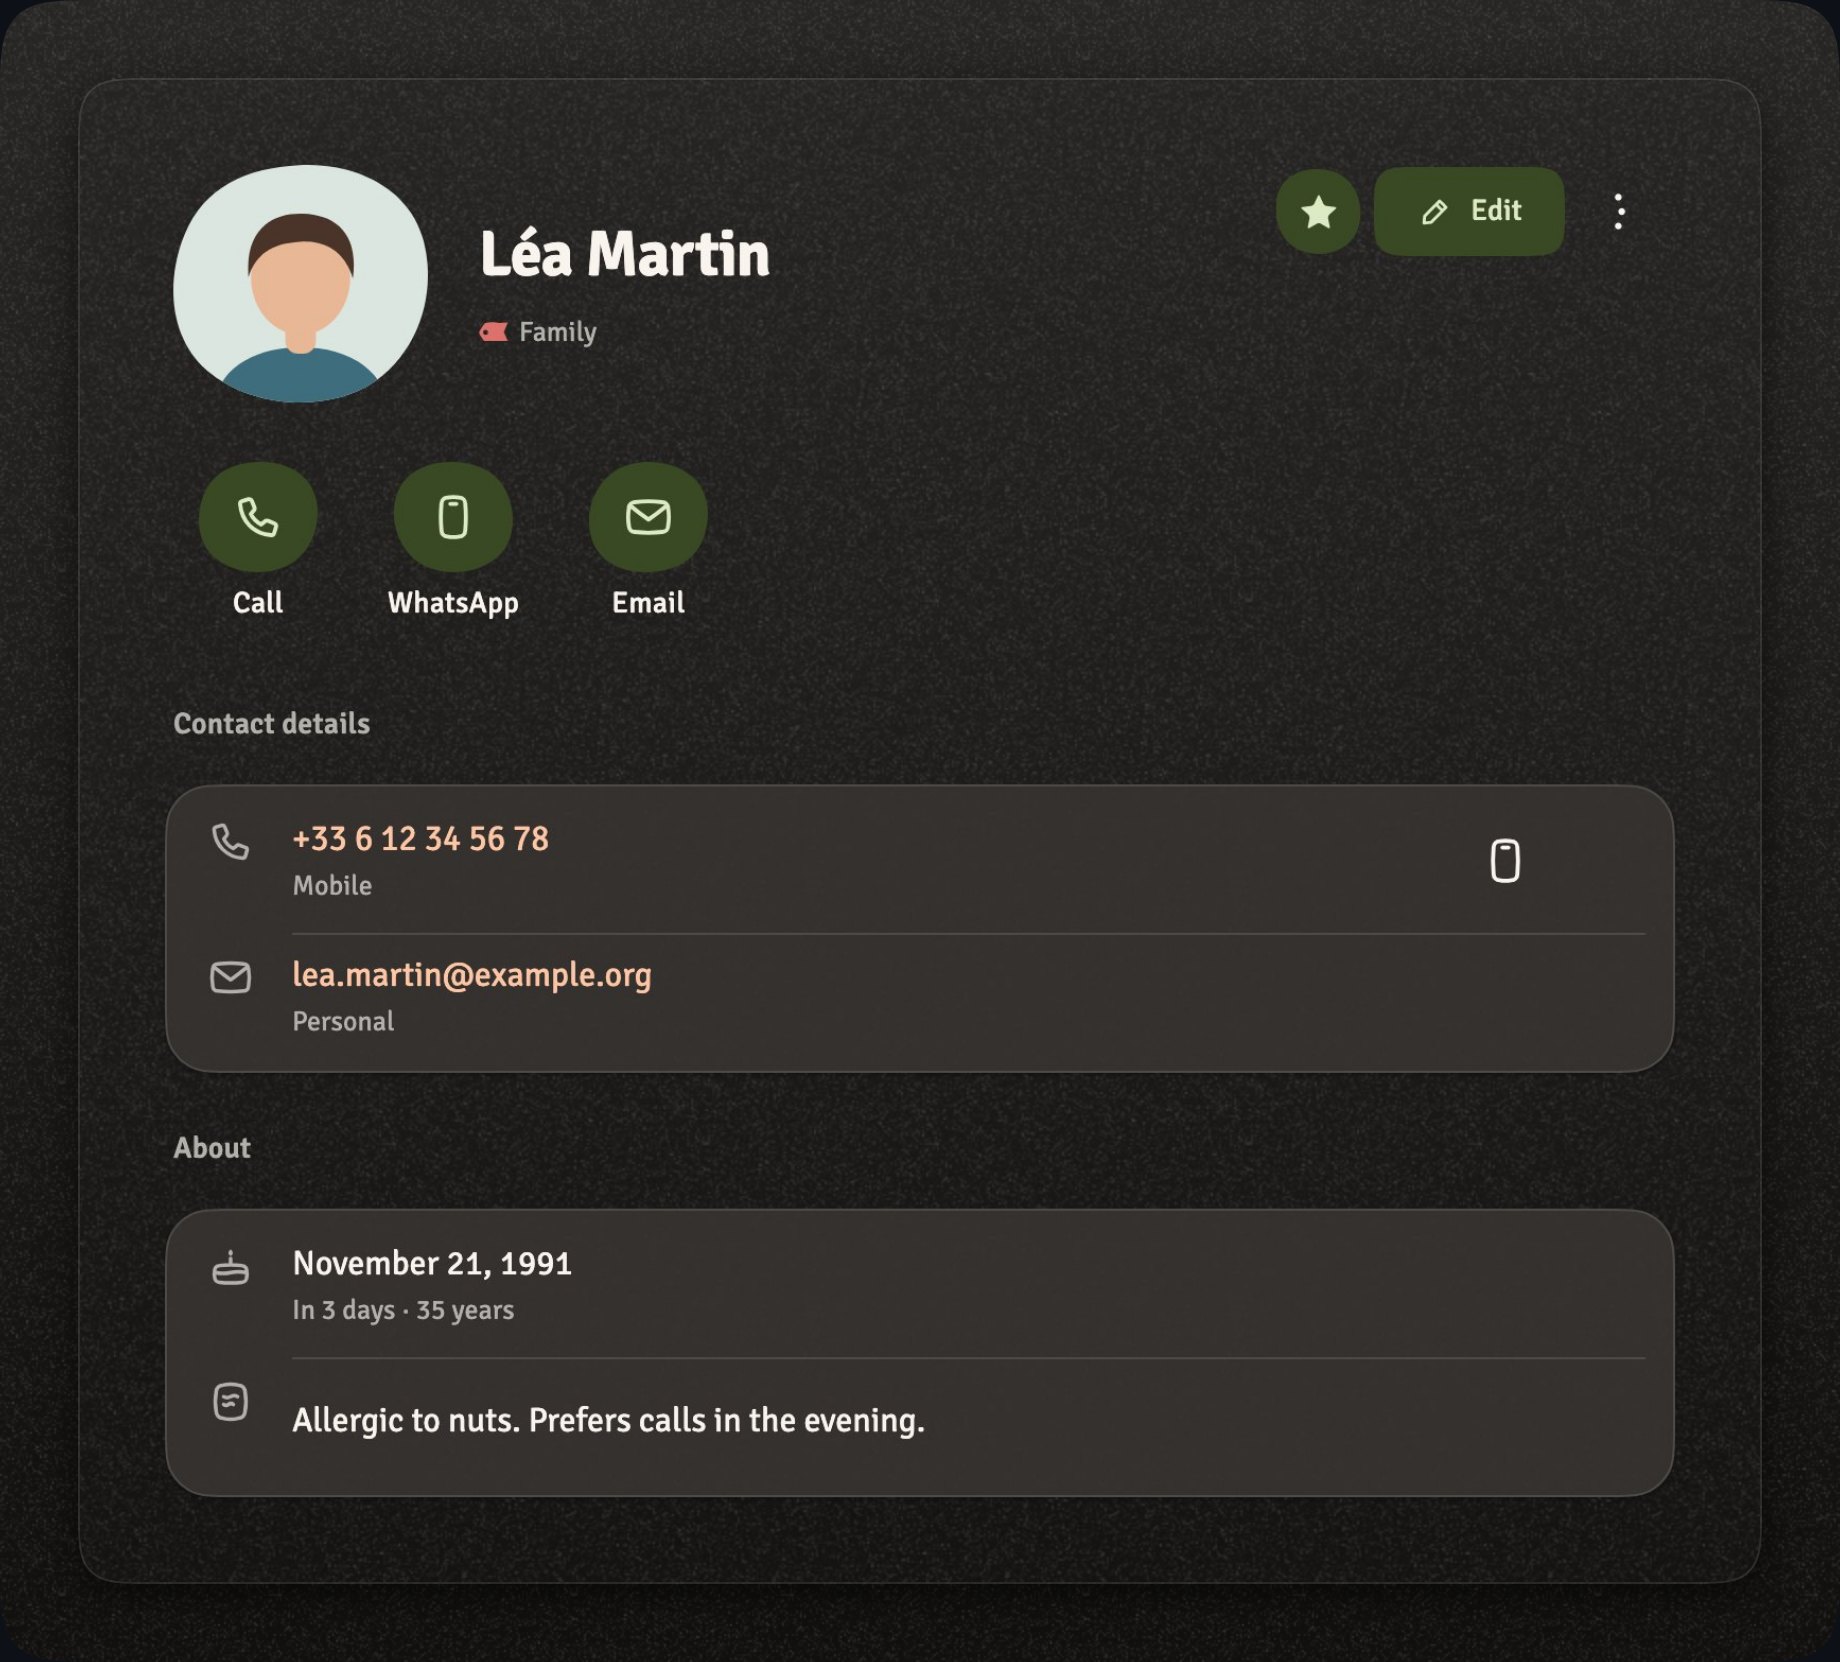 Léa Martin
Family
Edit
Call
WhatsApp
Email
Contact details
+33 6 12 34 56 78
Mobile
lea.martin@example.org
Personal
About
November 21, 1991
In 3 days · 35 years
Allergic to nuts. Prefers calls in the evening.